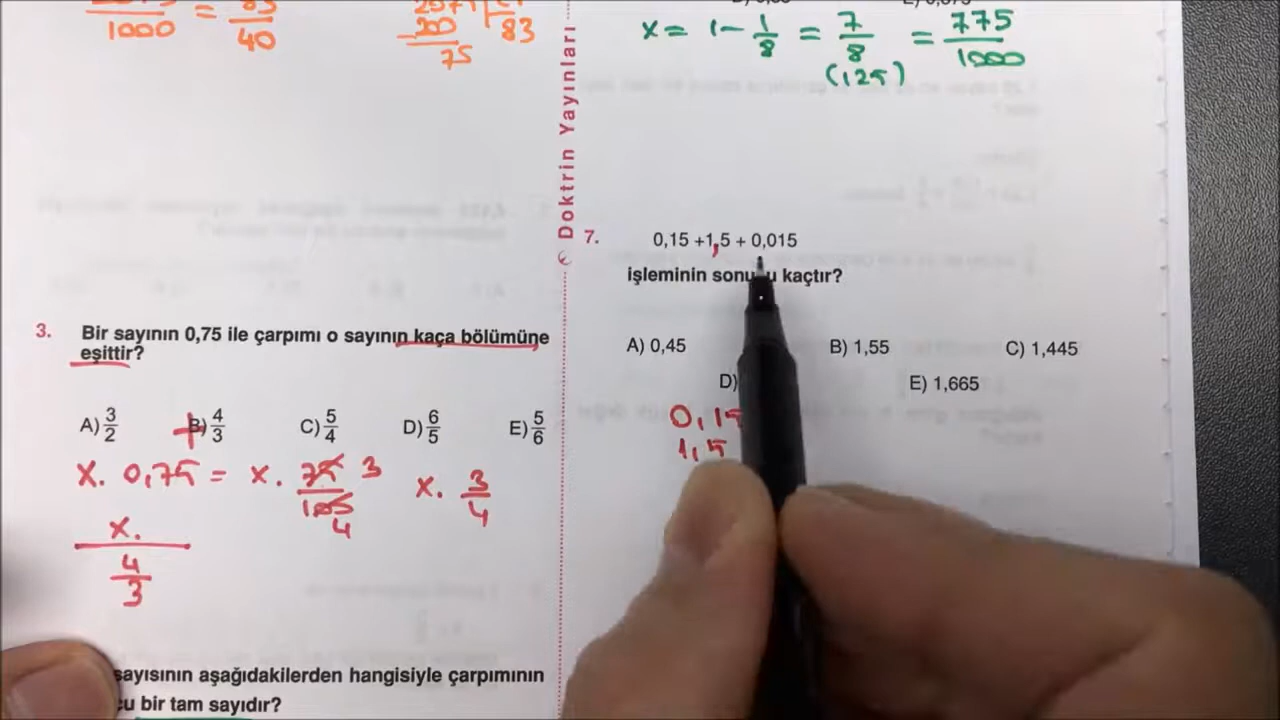 1000 = 40
83
75
Doktrin Yayınları
3. Bir sayının 0,75 ile çarpımı o sayının kaça bölümüne
eşittir?
A) 3/2 B) 4/3 C) 5/4 D) 6/5 E) 5/6
x. 0,75 = x. 75/100 3/4 x. 3/4
x.
4/3
sayısının aşağıdakilerden hangisiyle çarpımının
bir tam sayıdır?
x = 1 - 1/8 = 7/8 = 775/1000
(125)
7. 0,15 +1,5 + 0,015
işleminin kaçtır?
A) 0,45 B) 1,55 C) 1,445
D) E) 1,665
0,15
1,5